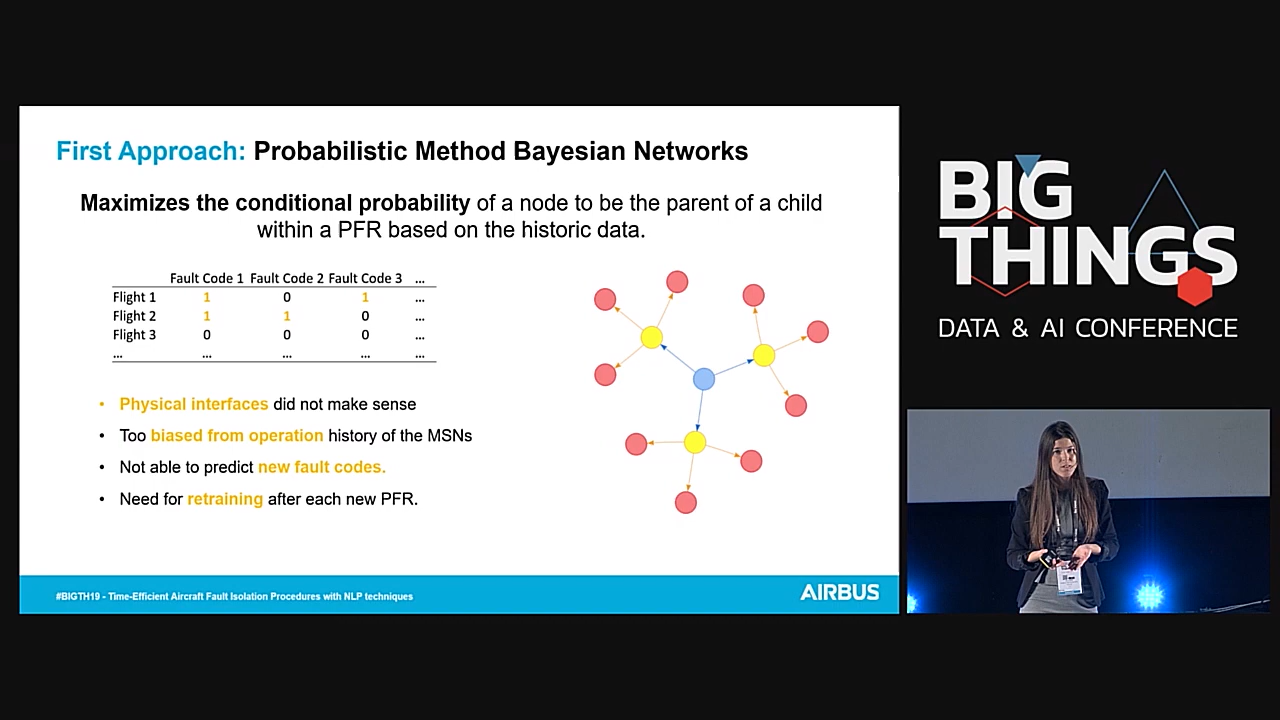 First Approach: Probabilistic Method Bayesian Networks
Maximizes the conditional probability of a node to be the parent of a child
within a PFR based on the historic data.
Fault Code 1 Fault Code 2 Fault Code 3 ...
Flight 1 1 0 1 ...
Flight 2 1 1 0 ...
Flight 3 0 0 0 ...
... ... ... ... ...
• Physical interfaces did not make sense
• Too biased from operation history of the MSNs
• Not able to predict new fault codes.
• Need for retraining after each new PFR.
#BIGTH19 - Time-Efficient Aircraft Fault Isolation Procedures with NLP techniques
AIRBUS
BIG
THINGS
DATA & AI CONFERENCE